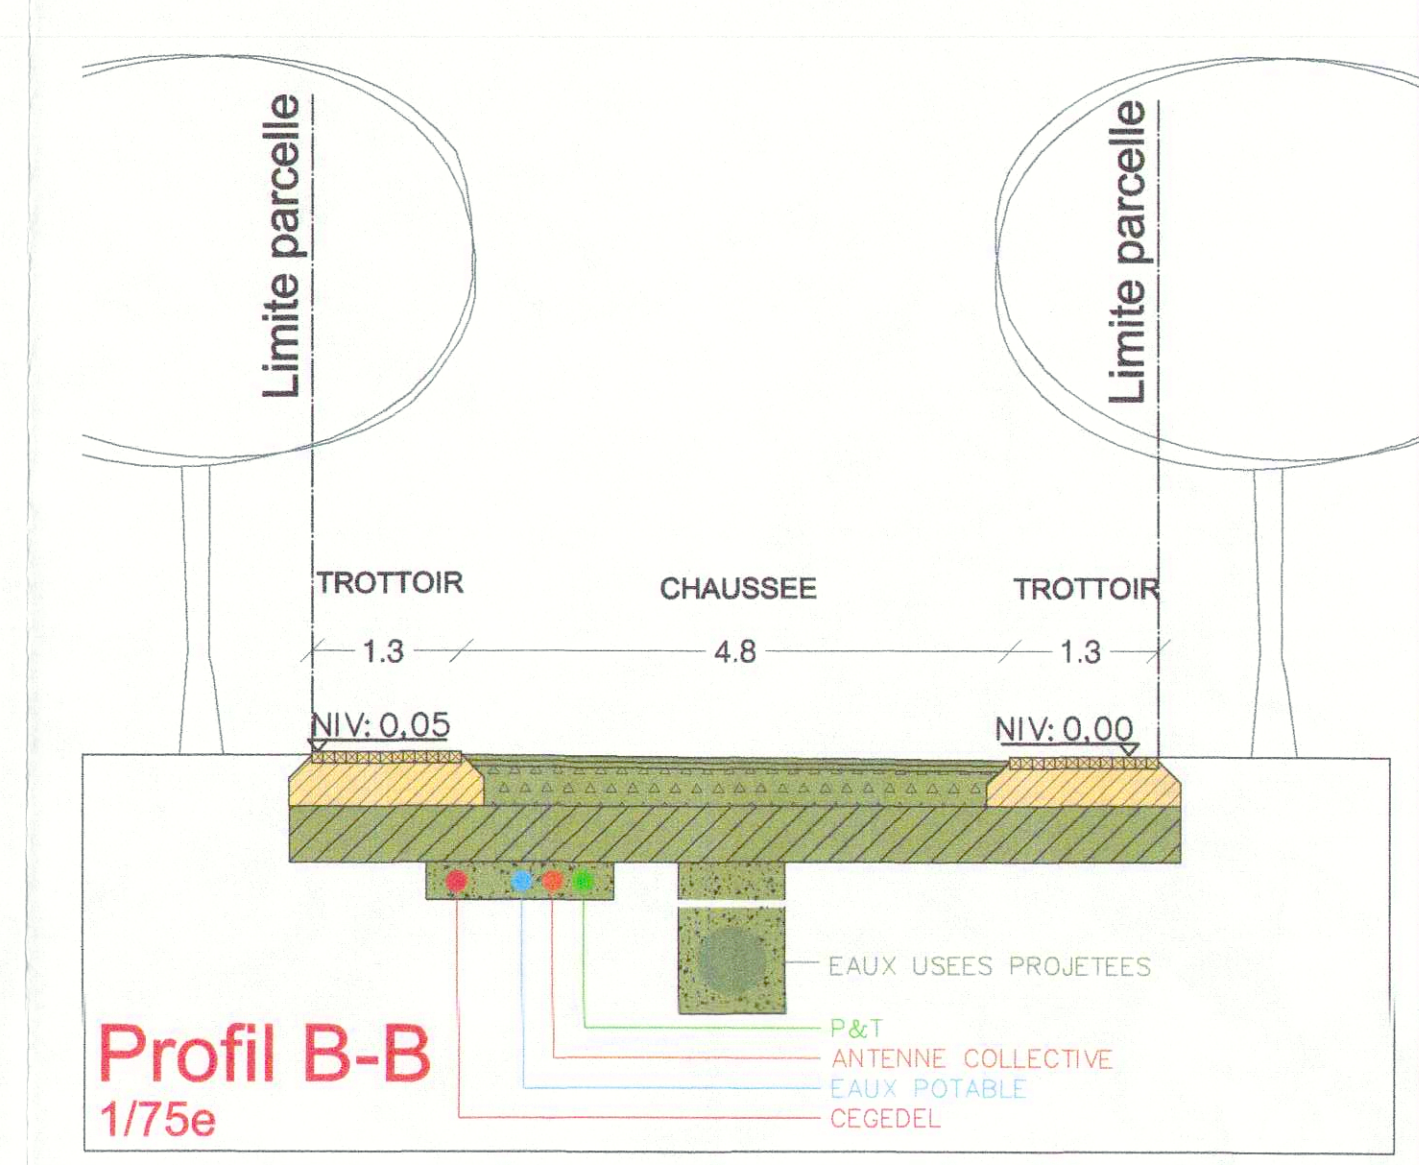 Limite parcelle
Limite parcelle
TROTTOIR
CHAUSSEE
TROTTOIR
1.3
4.8
1.3
NIV: 0,05
NIV: 0,00
EAUX USEES PROJETEES
P&T
ANTENNE COLLECTIVE
EAUX POTABLE
CEGEDEL
Profil B-B
1/75e